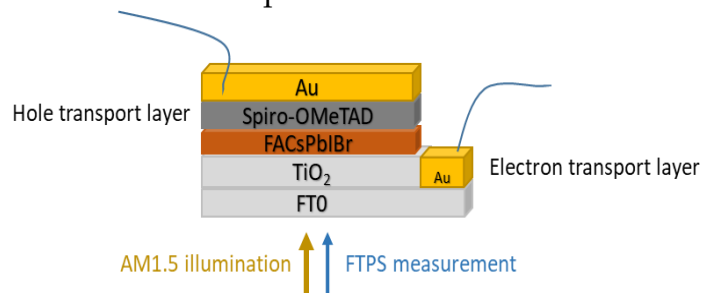 Au
Hole transport layer
Spiro-OMeTAD
FACsPbIBr
TiO₂
Au
Electron transport layer
FT0
AM1.5 illumination
FTPS measurement